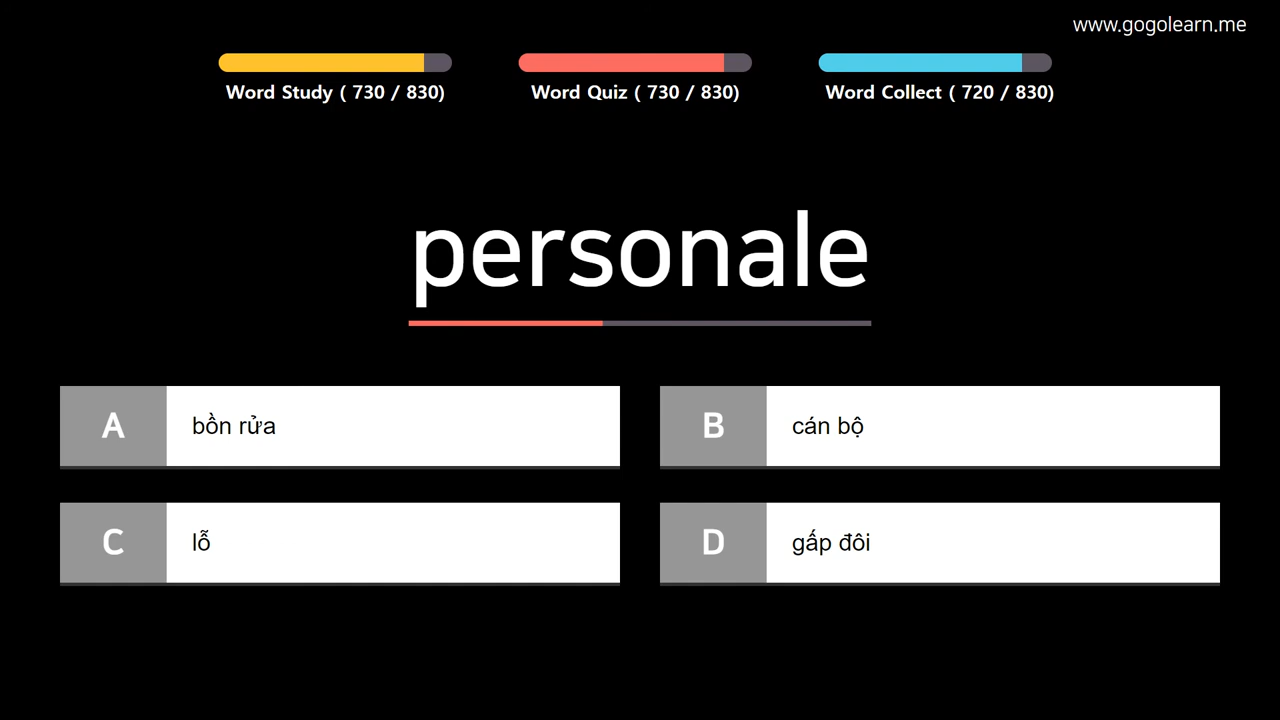 www.gogolearn.me
Word Study ( 730 / 830)
Word Quiz ( 730 / 830)
Word Collect ( 720 / 830)
personale
A bồn rửa
B cán bộ
C lỗ
D gấp đôi